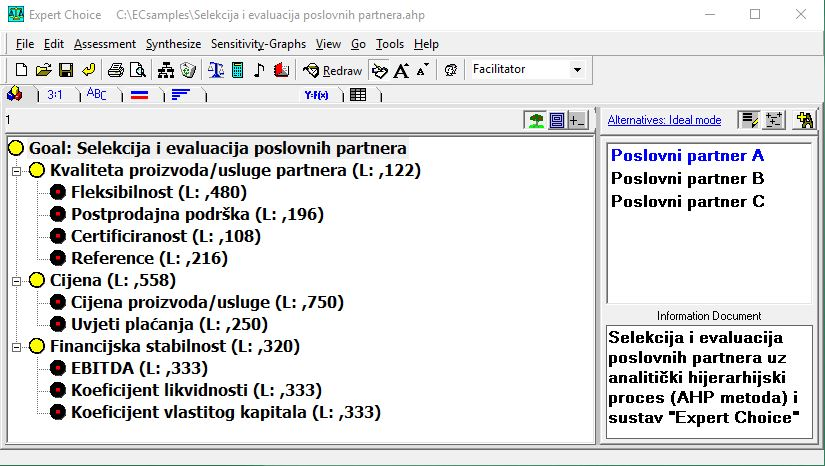 Expert Choice C:\ECsamples\Selekcija i evaluacija poslovnih partnera.ahp
File Edit Assessment Synthesize Sensitivity-Graphs View Go Tools Help
Redraw A A Facilitator
3:1 ABC Y=f(x)
1
Alternatives: Ideal mode
Goal: Selekcija i evaluacija poslovnih partnera
Kvaliteta proizvoda/usluge partnera (L: ,122)
Fleksibilnost (L: ,480)
Postprodajna podrška (L: ,196)
Certificiranost (L: ,108)
Reference (L: ,216)
Cijena (L: ,558)
Cijena proizvoda/usluge (L: ,750)
Uvjeti plaćanja (L: ,250)
Financijska stabilnost (L: ,320)
EBITDA (L: ,333)
Koeficijent likvidnosti (L: ,333)
Koeficijent vlastitog kapitala (L: ,333)
Poslovni partner A
Poslovni partner B
Poslovni partner C
Information Document
Selekcija i evaluacija
poslovnih partnera uz
analitički hijerarhijski
proces (AHP metoda) i
sustav "Expert Choice"